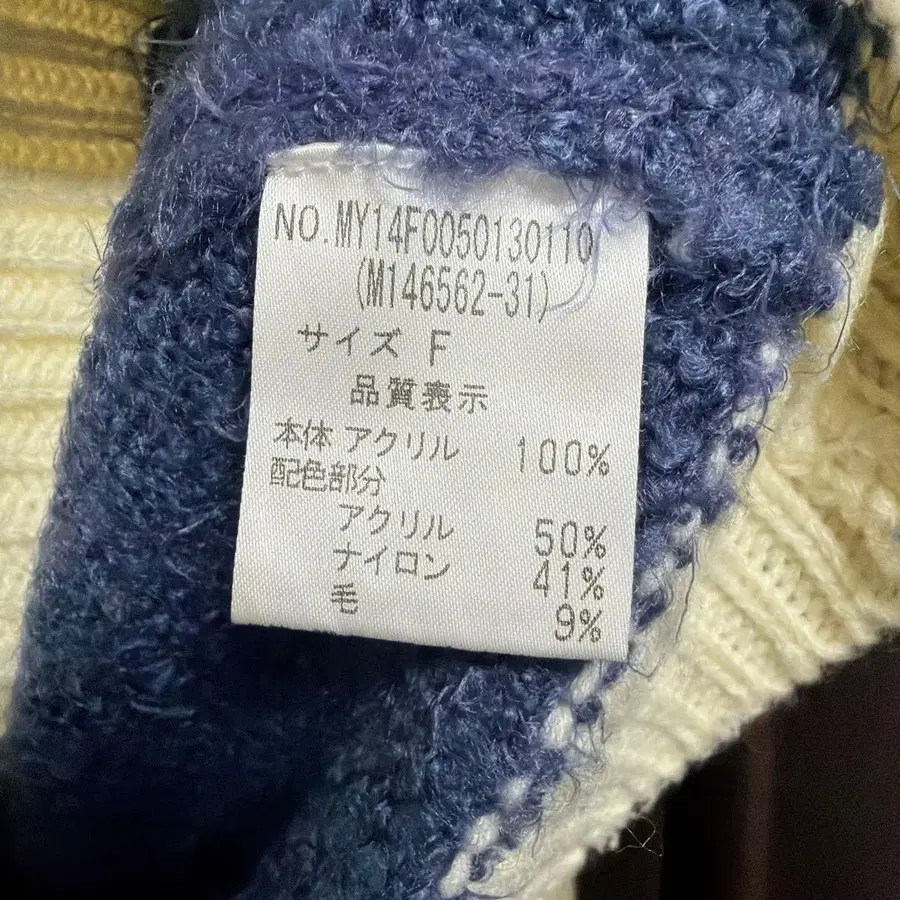 NO.MY14F0050130110
(M146562-31)
サイズ F
品質表示
本体 アクリル 100%
配色部分
アクリル 50%
ナイロン 41%
毛 9%